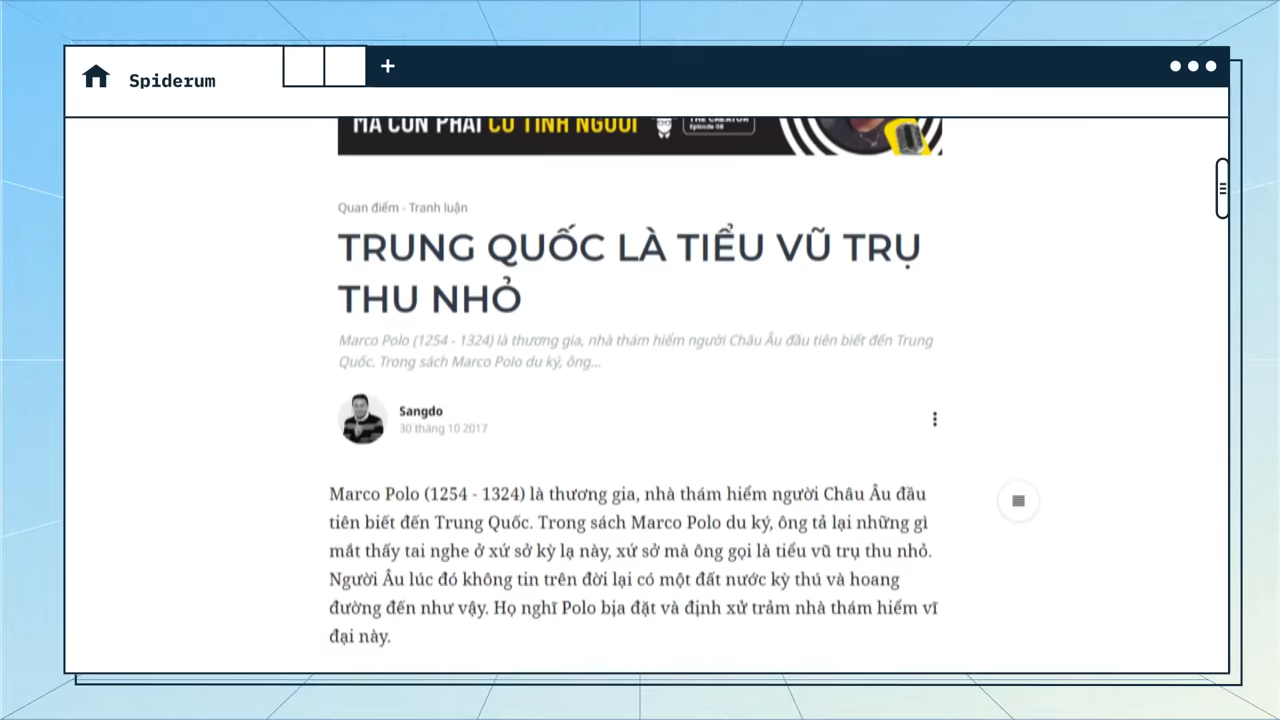 Spiderum
MÀ CÒN PHẢI CÓ TÍNH NGƯỜI
THE CREATOR
Episode 08
Quan điểm - Tranh luận
TRUNG QUỐC LÀ TIỂU VŨ TRỤ
THU NHỎ
Marco Polo (1254 - 1324) là thương gia, nhà thám hiểm người Châu Âu đầu tiên biết đến Trung
Quốc. Trong sách Marco Polo du ký, ông...
Sangdo
30 tháng 10 2017
Marco Polo (1254 - 1324) là thương gia, nhà thám hiểm người Châu Âu đầu
tiên biết đến Trung Quốc. Trong sách Marco Polo du ký, ông tả lại những gì
mắt thấy tai nghe ở xứ sở kỳ lạ này, xứ sở mà ông gọi là tiểu vũ trụ thu nhỏ.
Người Âu lúc đó không tin trên đời lại có một đất nước kỳ thú và hoang
đường đến như vậy. Họ nghĩ Polo bịa đặt và định xử trảm nhà thám hiểm vĩ
đại này.